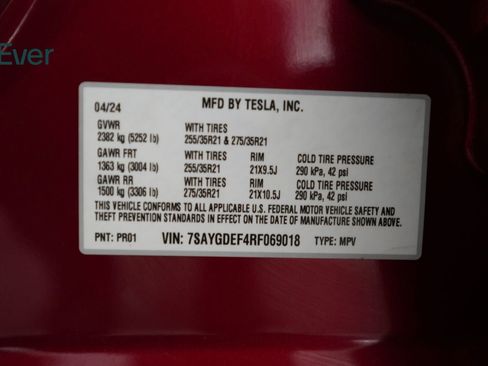 Ever
MFD BY TESLA, INC.
04/24
GVWR WITH TIRES
2382 kg (5252 lb) 255/35R21 & 275/35R21
GAWR FRT WITH TIRES RIM COLD TIRE PRESSURE
1363 kg (3004 lb) 255/35R21 21X9.5J 290 kPa, 42 psi
GAWR RR WITH TIRES RIM COLD TIRE PRESSURE
1500 kg (3306 lb) 275/35R21 21X10.5J 290 kPa, 42 psi
THIS VEHICLE CONFORMS TO ALL APPLICABLE U.S. FEDERAL MOTOR VEHICLE SAFETY AND
THEFT PREVENTION STANDARDS IN EFFECT ON THE DATE OF MANUFACTURE SHOWN ABOVE.
PNT: PR01 VIN: 7SAYGDEF4RF069018 TYPE: MPV